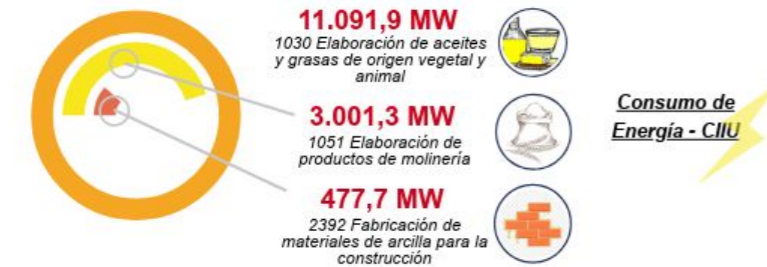 11.091,9 MW
1030 Elaboración de aceites
y grasas de origen vegetal y
animal
3.001,3 MW
1051 Elaboración de
productos de molinería
477,7 MW
2392 Fabricación de
materiales de arcilla para la
construcción
Consumo de
Energía - CIIU